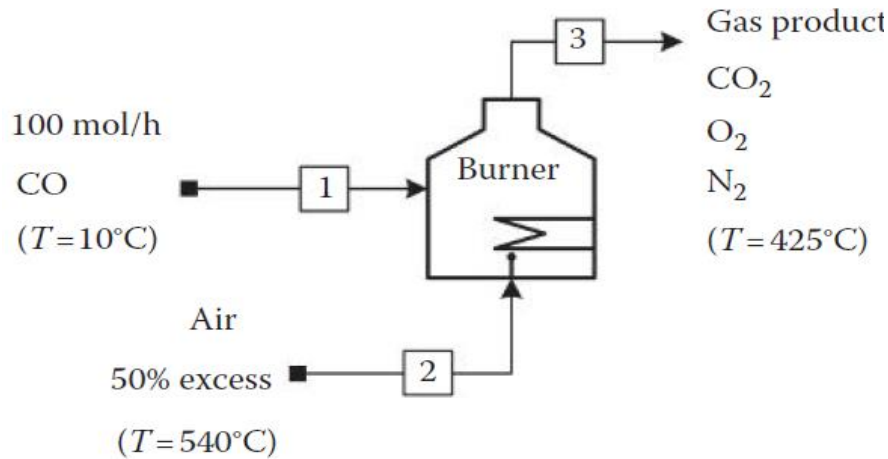 100 mol/h
CO
(T=10°C)
1
Burner
3
Gas product
CO₂
O₂
N₂
(T=425°C)
Air
50% excess
2
(T=540°C)